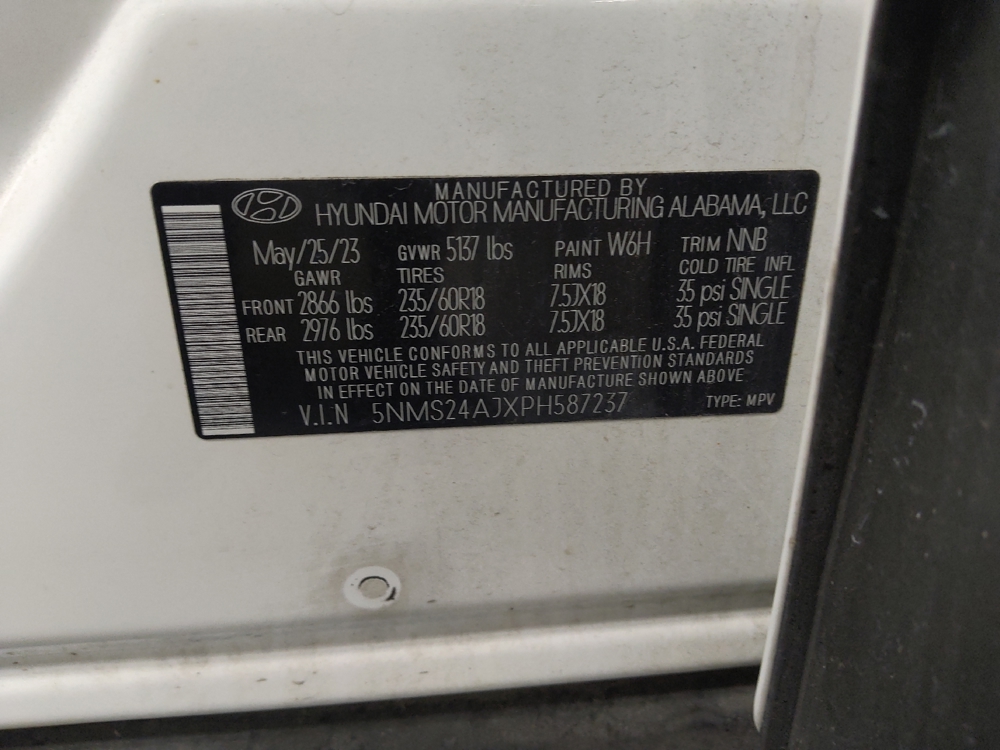 MANUFACTURED BY
HYUNDAI MOTOR MANUFACTURING ALABAMA, LLC
May/25/23 GVWR 5137 lbs PAINT W6H TRIM NNB
GAWR TIRES RIMS COLD TIRE INFL
FRONT 2866 lbs 235/60R18 7.5JX18 35 psi SINGLE
REAR 2976 lbs 235/60R18 7.5JX18 35 psi SINGLE
THIS VEHICLE CONFORMS TO ALL APPLICABLE U.S.A. FEDERAL
MOTOR VEHICLE SAFETY AND THEFT PREVENTION STANDARDS
IN EFFECT ON THE DATE OF MANUFACTURE SHOWN ABOVE
V.I.N 5NMS24AJXPH587237 TYPE: MPV